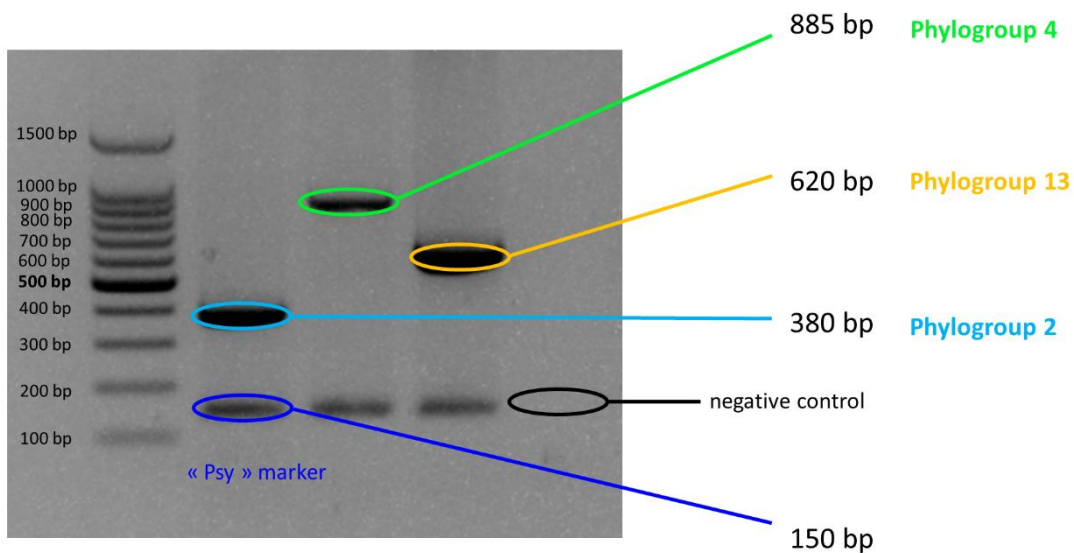 885 bp Phylogroup 4
1500 bp
1000 bp
900 bp
800 bp
700 bp
600 bp
500 bp
400 bp
300 bp
200 bp
100 bp
620 bp Phylogroup 13
380 bp Phylogroup 2
negative control
« Psy » marker
150 bp